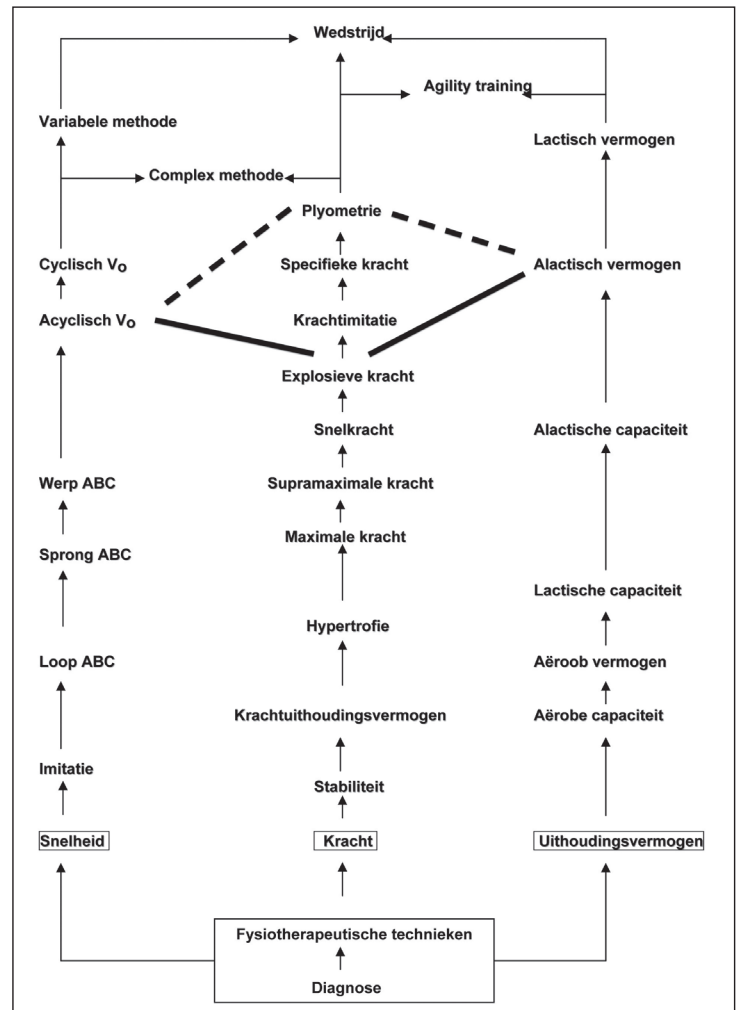 Wedstrijd
Agility training
Variabele methode
Lactisch vermogen
Complex methode
Plyometrie
Cyclisch Vo
Specifieke kracht
Alactisch vermogen
Acyclisch Vo
Krachtimitatie
Explosieve kracht
Snelkracht
Alactische capaciteit
Werp ABC
Supramaximale kracht
Maximale kracht
Sprong ABC
Lactische capaciteit
Hypertrofie
Loop ABC
Aëroob vermogen
Krachtuithoudingsvermogen
Aërobe capaciteit
Imitatie
Stabiliteit
Snelheid
Kracht
Uithoudingsvermogen
Fysiotherapeutische technieken
Diagnose